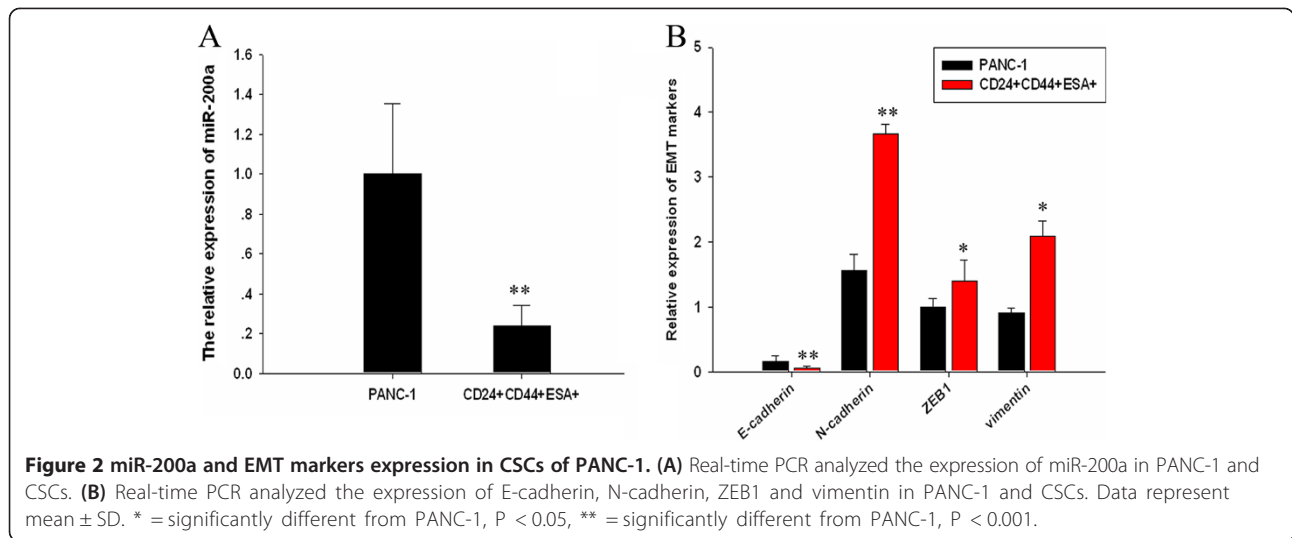 A
The relative expression of miR-200a
1.6
1.4
1.2
1.0
.8
.6
.4
.2
0.0
**
PANC-1
CD24+CD44+ESA+
B
Relative expression of EMT markers
5
4
3
2
1
0
PANC-1
CD24+CD44+ESA+
**
**
*
*
E-cadherin
N-cadherin
ZEB1
vimentin
Figure 2 miR-200a and EMT markers expression in CSCs of PANC-1. (A) Real-time PCR analyzed the expression of miR-200a in PANC-1 and
CSCs. (B) Real-time PCR analyzed the expression of E-cadherin, N-cadherin, ZEB1 and vimentin in PANC-1 and CSCs. Data represent
mean ± SD. * = significantly different from PANC-1, P < 0.05, ** = significantly different from PANC-1, P < 0.001.